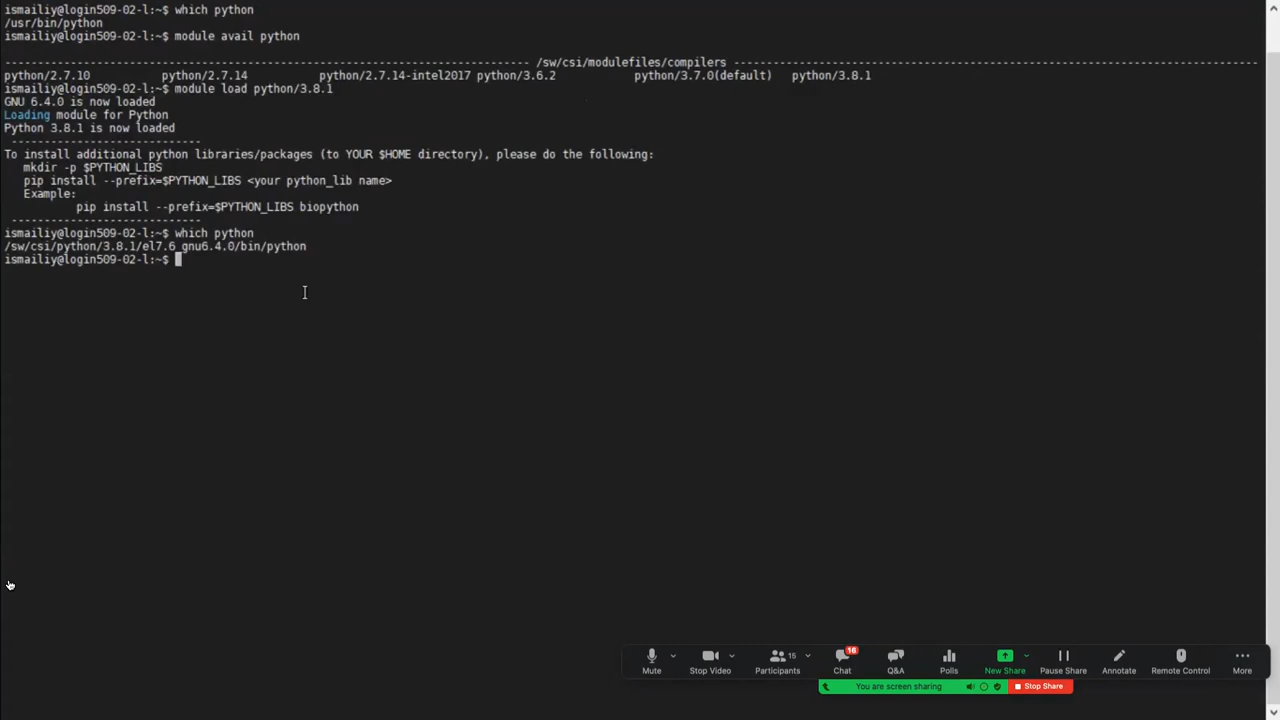 ismailiy@login509-02-l:~$ which python
/usr/bin/python
ismailiy@login509-02-l:~$ module avail python
------------------------------------------------------------------------------- /sw/csi/modulefiles/compilers -------------------------------------------------------------------------------
python/2.7.10 python/2.7.14 python/2.7.14-intel2017 python/3.6.2 python/3.7.0(default) python/3.8.1
ismailiy@login509-02-l:~$ module load python/3.8.1
GNU 6.4.0 is now loaded
Loading module for Python
Python 3.8.1 is now loaded
-----------------------------
To install additional python libraries/packages (to YOUR $HOME directory), please do the following:
mkdir -p $PYTHON_LIBS
pip install --prefix=$PYTHON_LIBS <your python_lib name>
Example:
pip install --prefix=$PYTHON_LIBS biopython
-----------------------------
ismailiy@login509-02-l:~$ which python
/sw/csi/python/3.8.1/el7.6_gnu6.4.0/bin/python
ismailiy@login509-02-l:~$
16
15
Mute Stop Video Participants Chat Q&A Polls New Share Pause Share Annotate Remote Control More
You are screen sharing Stop Share